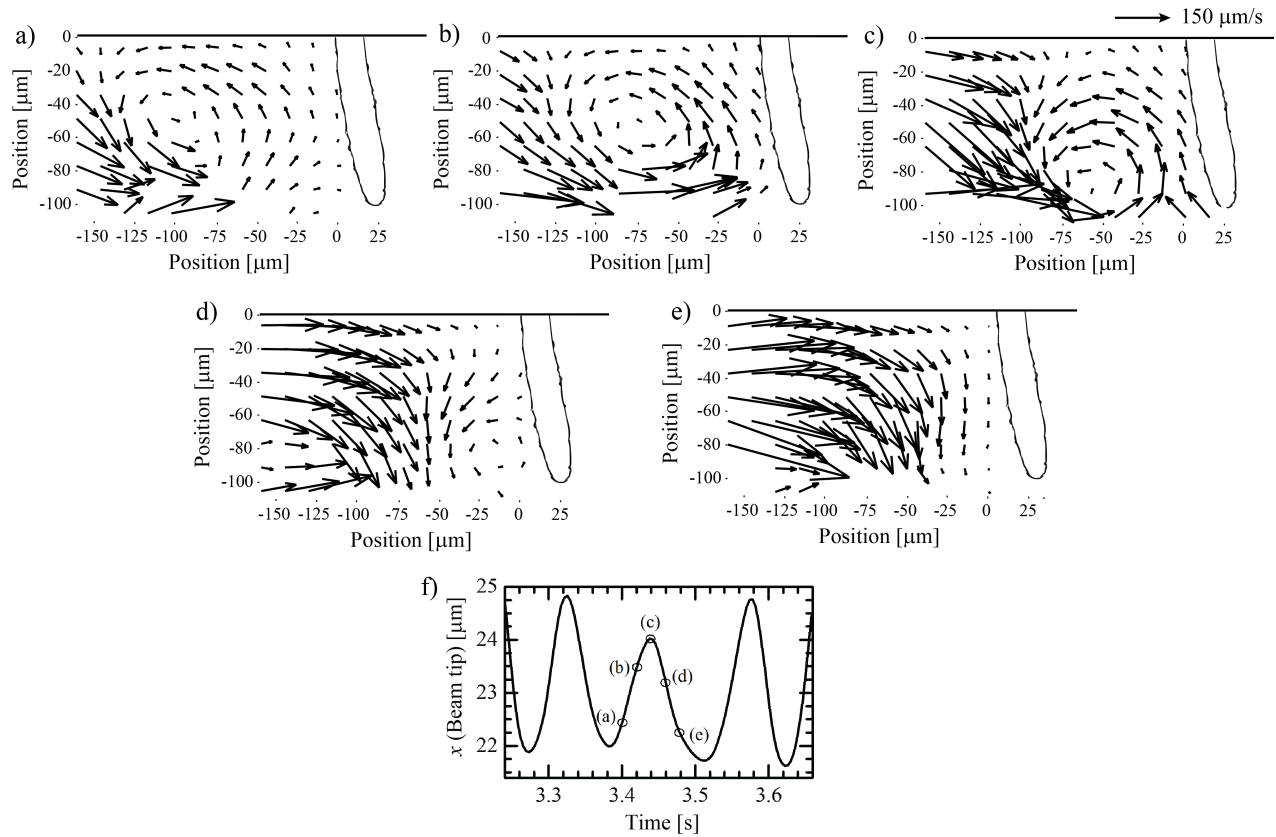 150 μm/s
a)
0
-20
-40
-60
-80
-100
Position [μm]
-150 -125 -100 -75 -50 -25 0 25
Position [μm]
b)
0
-20
-40
-60
-80
-100
Position [μm]
-150 -125 -100 -75 -50 -25 0 25
Position [μm]
c)
0
-20
-40
-60
-80
-100
Position [μm]
-150 -125 -100 -75 -50 -25 0 25
Position [μm]
d)
0
-20
-40
-60
-80
-100
Position [μm]
-150 -125 -100 -75 -50 -25 0 25
Position [μm]
e)
0
-20
-40
-60
-80
-100
Position [μm]
-150 -125 -100 -75 -50 -25 0 25
Position [μm]
f)
25
24
23
22
x (Beam tip) [μm]
(c)
(b)
(d)
(a)
(e)
3.3 3.4 3.5 3.6
Time [s]